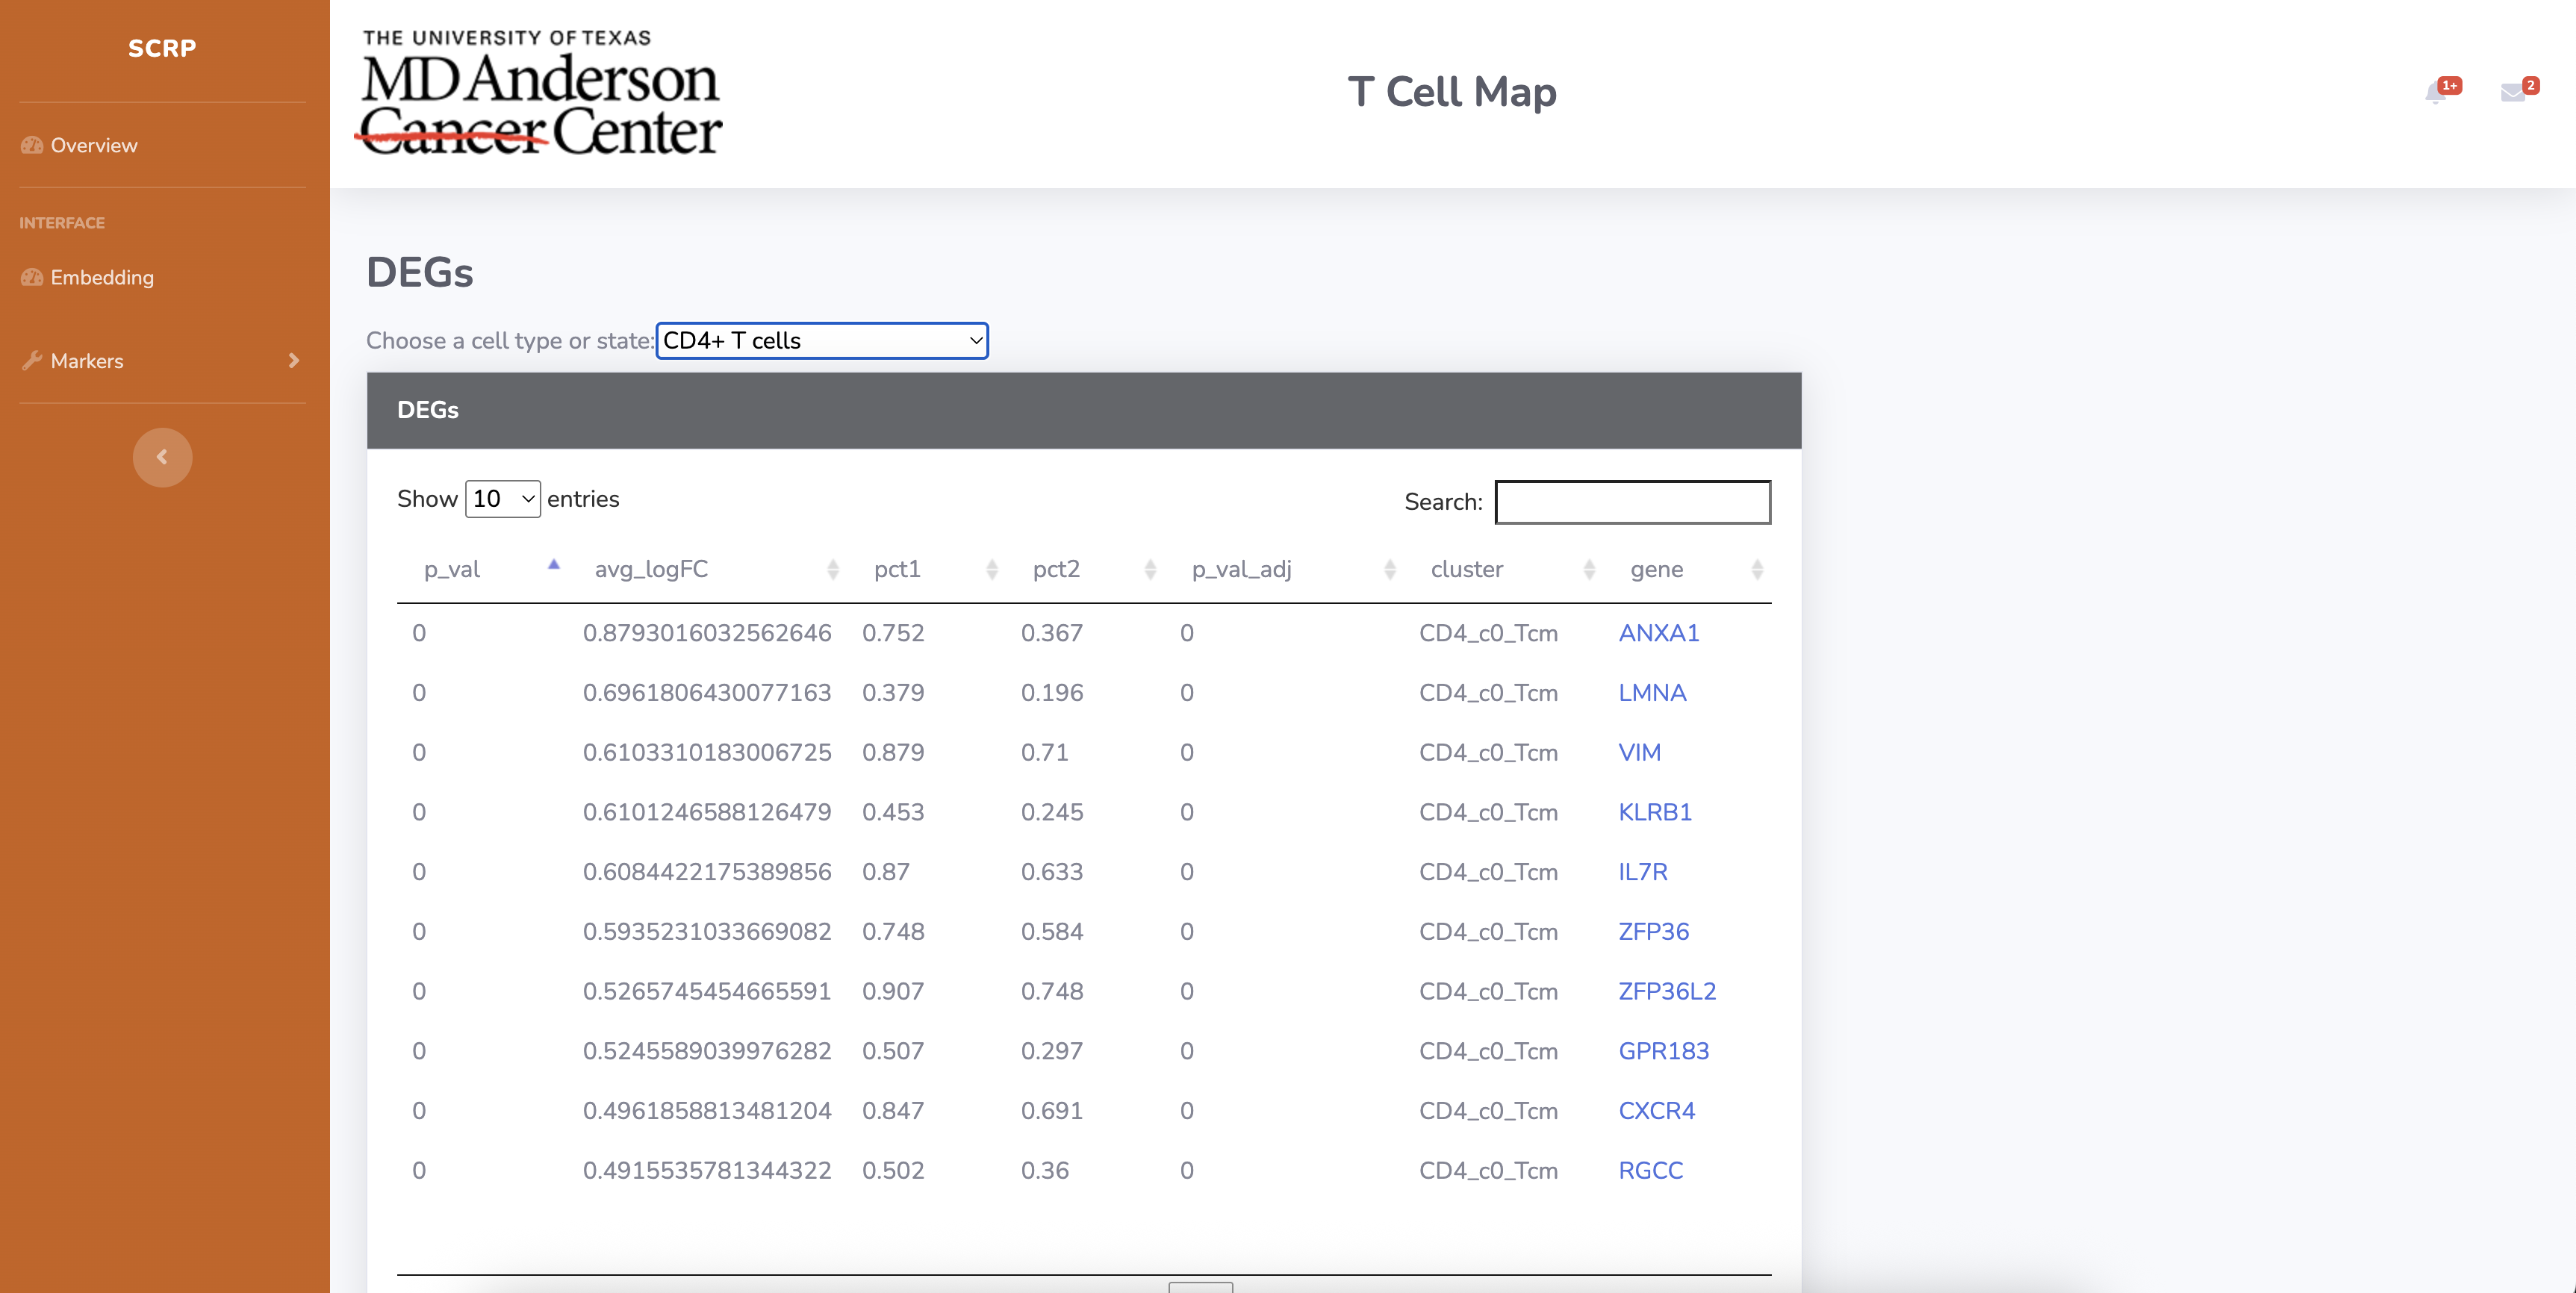 SCRP
Overview
INTERFACE
Embedding
Markers
THE UNIVERSITY OF TEXAS
MD Anderson
Cancer Center
T Cell Map
1+
2
DEGs
Choose a cell type or state: CD4+ T cells
DEGs
Show 10 entries
Search:
p_val avg_logFC pct1 pct2 p_val_adj cluster gene
0 0.8793016032562646 0.752 0.367 0 CD4_c0_Tcm ANXA1
0 0.6961806430077163 0.379 0.196 0 CD4_c0_Tcm LMNA
0 0.6103310183006725 0.879 0.71 0 CD4_c0_Tcm VIM
0 0.6101246588126479 0.453 0.245 0 CD4_c0_Tcm KLRB1
0 0.6084422175389856 0.87 0.633 0 CD4_c0_Tcm IL7R
0 0.5935231033669082 0.748 0.584 0 CD4_c0_Tcm ZFP36
0 0.5265745454665591 0.907 0.748 0 CD4_c0_Tcm ZFP36L2
0 0.5245589039976282 0.507 0.297 0 CD4_c0_Tcm GPR183
0 0.4961858813481204 0.847 0.691 0 CD4_c0_Tcm CXCR4
0 0.4915535781344322 0.502 0.36 0 CD4_c0_Tcm RGCC